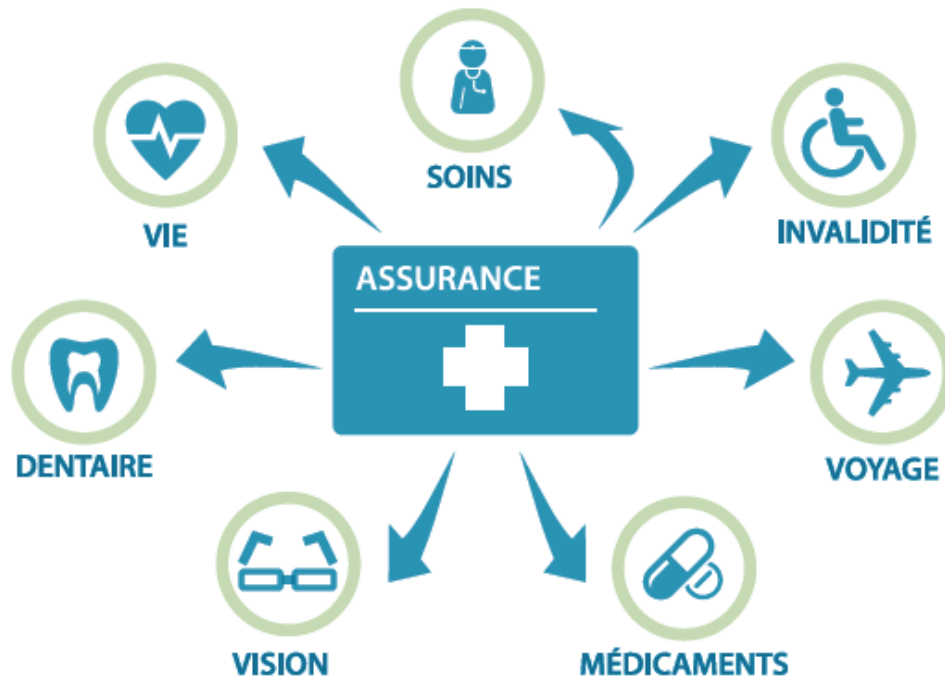 SOINS
VIE
INVALIDITÉ
ASSURANCE
DENTAIRE
VOYAGE
VISION
MÉDICAMENTS